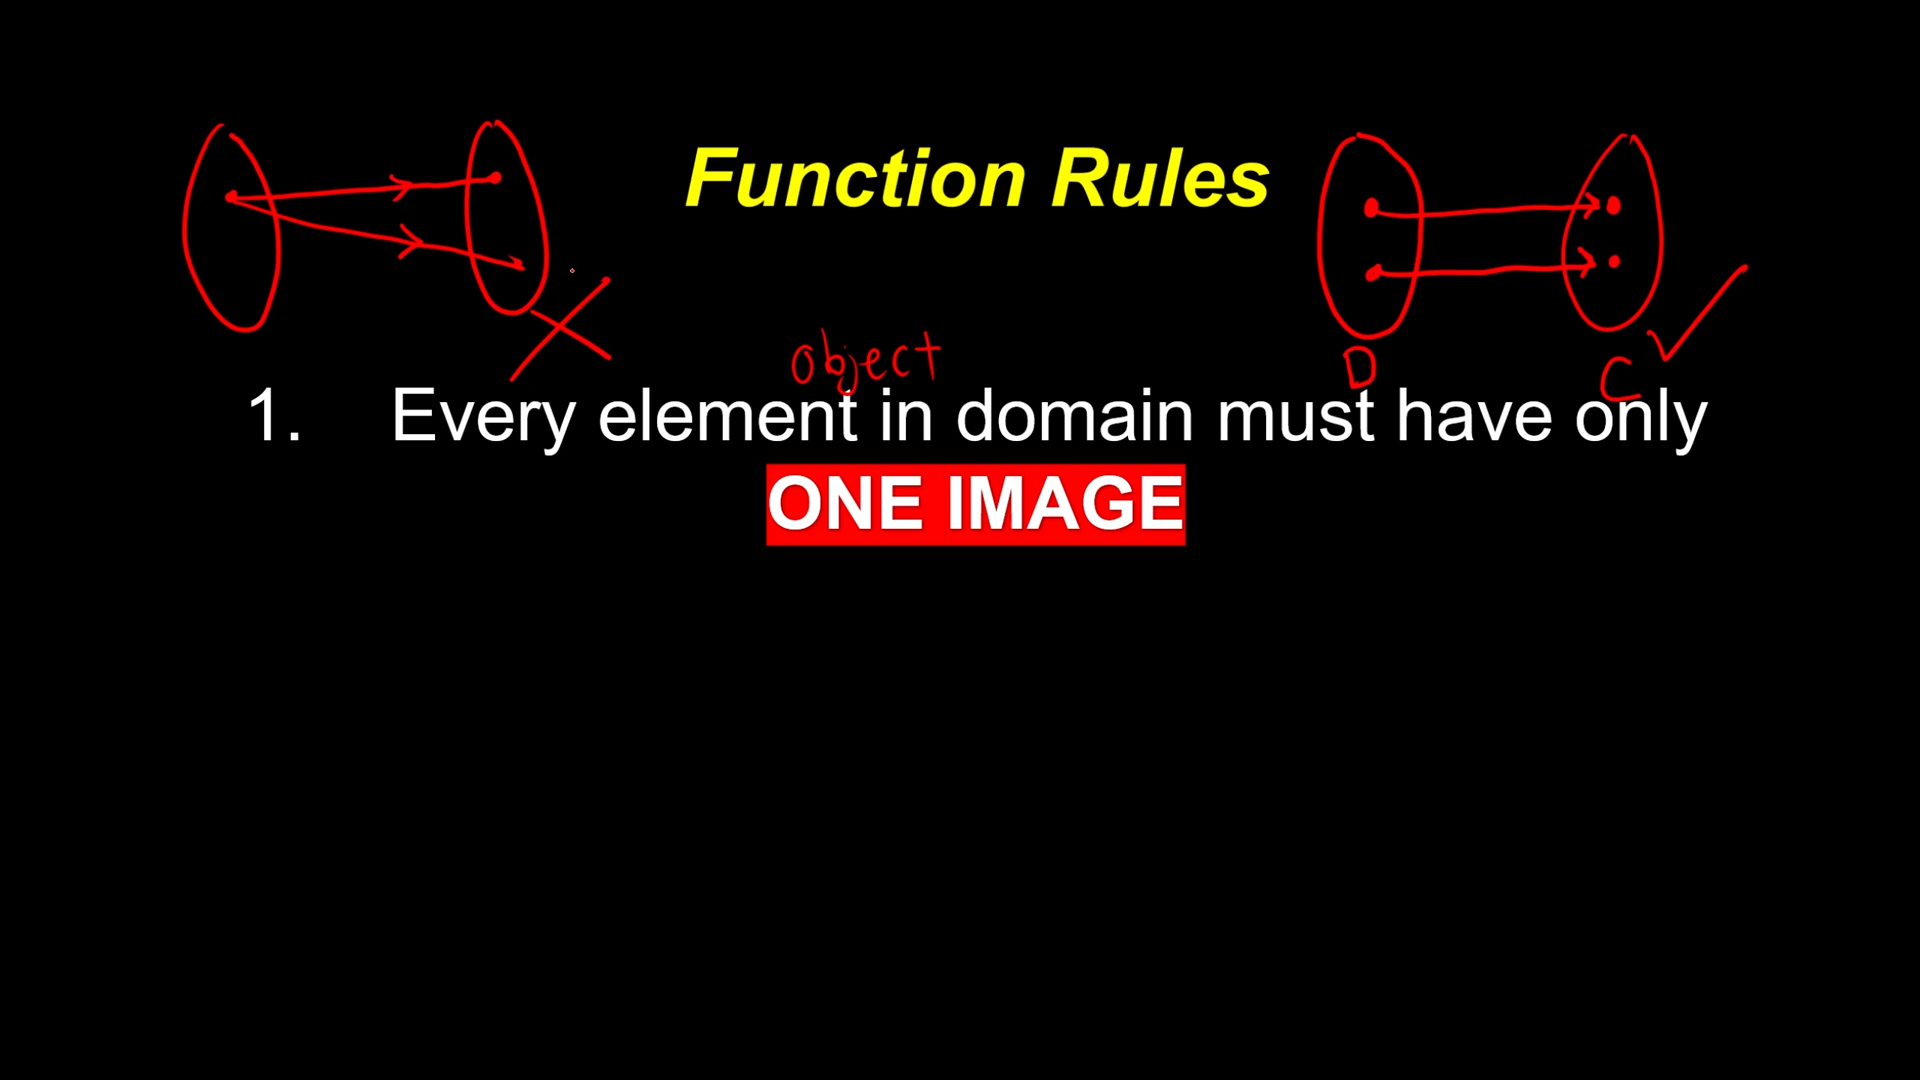 Function Rules
object
D
C
1. Every element in domain must have only
ONE IMAGE